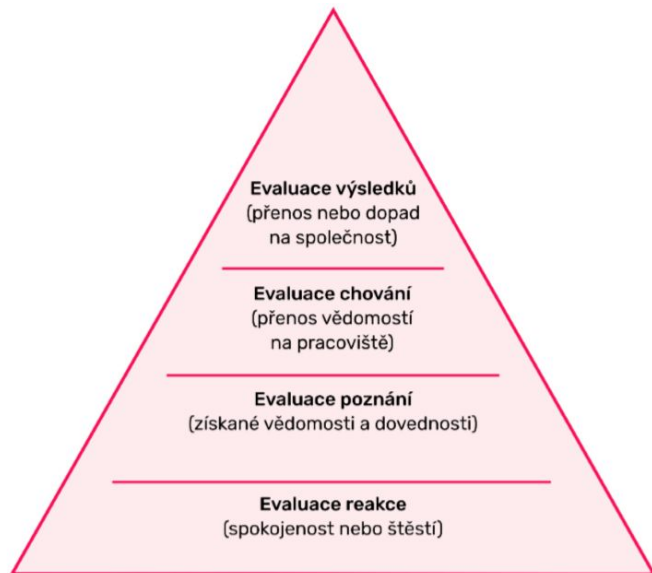 Evaluace výsledků
(přenos nebo dopad
na společnost)
Evaluace chování
(přenos vědomostí
na pracoviště)
Evaluace poznání
(získané vědomosti a dovednosti)
Evaluace reakce
(spokojenost nebo štěstí)